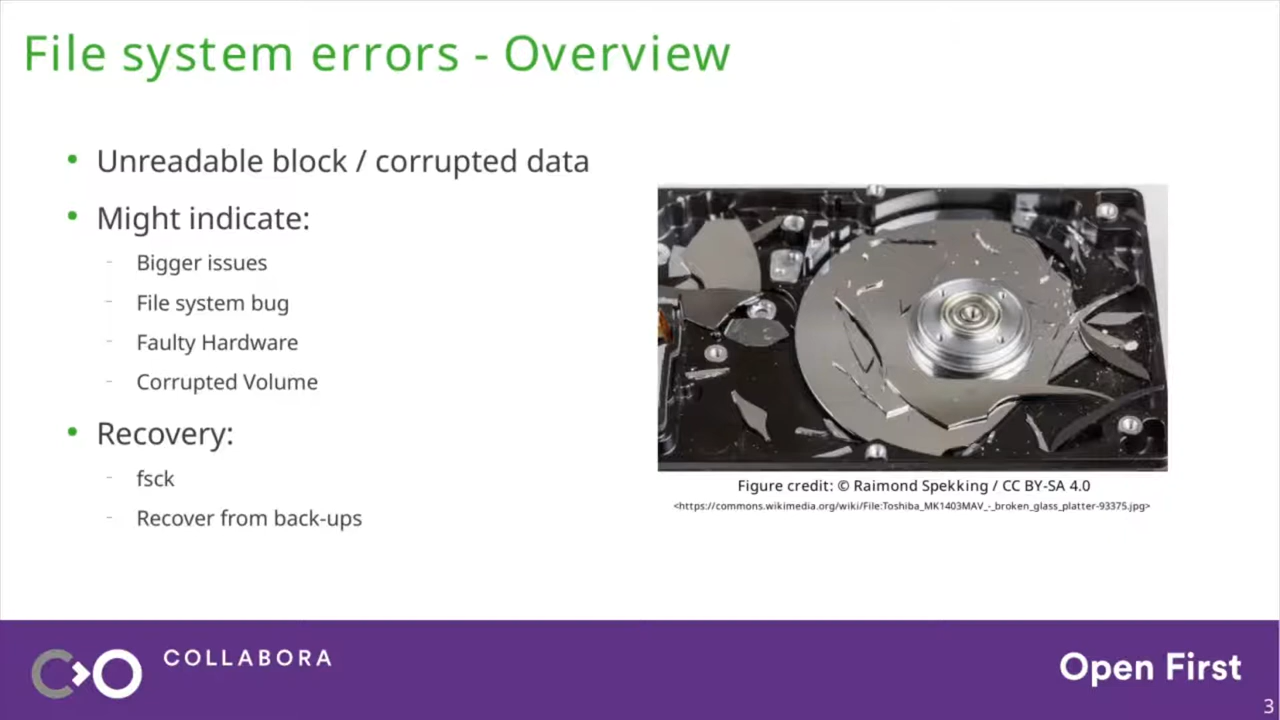 File system errors - Overview
Unreadable block / corrupted data
Might indicate:
Bigger issues
File system bug
Faulty Hardware
Corrupted Volume
Recovery:
fsck
Recover from back-ups
Figure credit: © Raimond Spekking / CC BY-SA 4.0
<https://commons.wikimedia.org/wiki/File:Toshiba_MK1403MAV_-_broken_glass_platter-93375.jpg>
COLLABORA
Open First
3